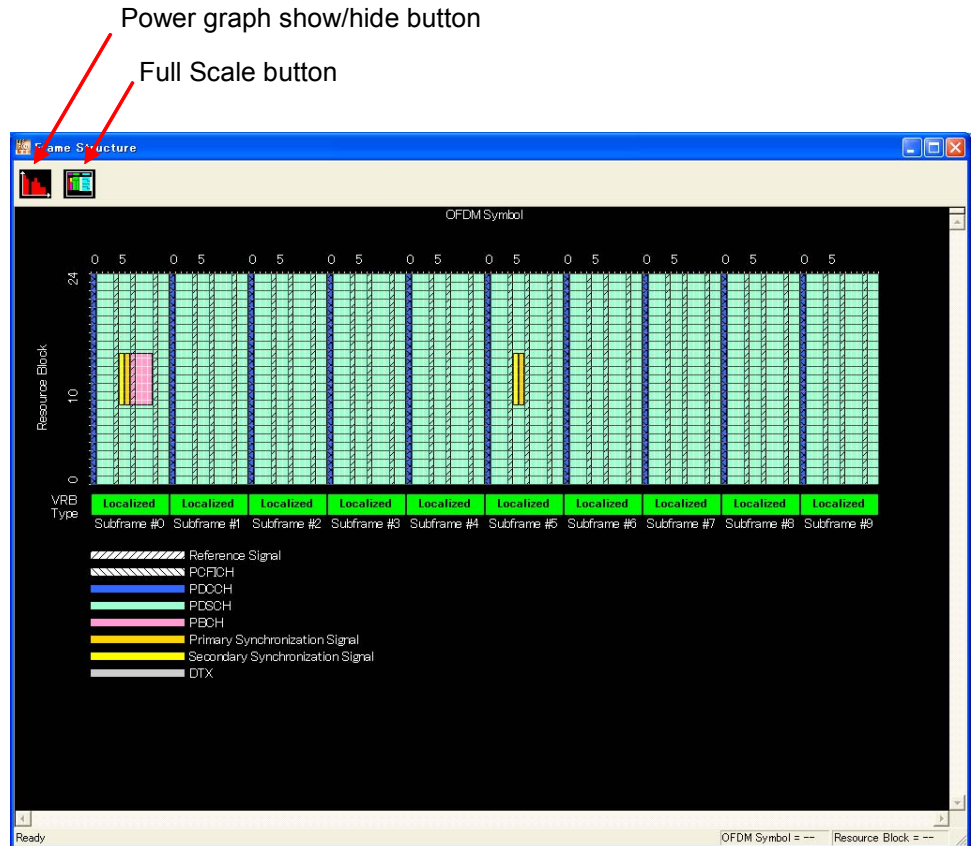 Power graph show/hide button
Full Scale button
Frame Structure
OFDM Symbol
0 5 0 5 0 5 0 5 0 5 0 5 0 5 0 5 0 5 0 5
24
Resource Block
10
0
VRB Type
Localized Localized Localized Localized Localized Localized Localized Localized Localized Localized
Subframe #0 Subframe #1 Subframe #2 Subframe #3 Subframe #4 Subframe #5 Subframe #6 Subframe #7 Subframe #8 Subframe #9
Reference Signal
PCFICH
PDCCH
PDSCH
PBCH
Primary Synchronization Signal
Secondary Synchronization Signal
DTX
Ready
OFDM Symbol = -- Resource Block = --